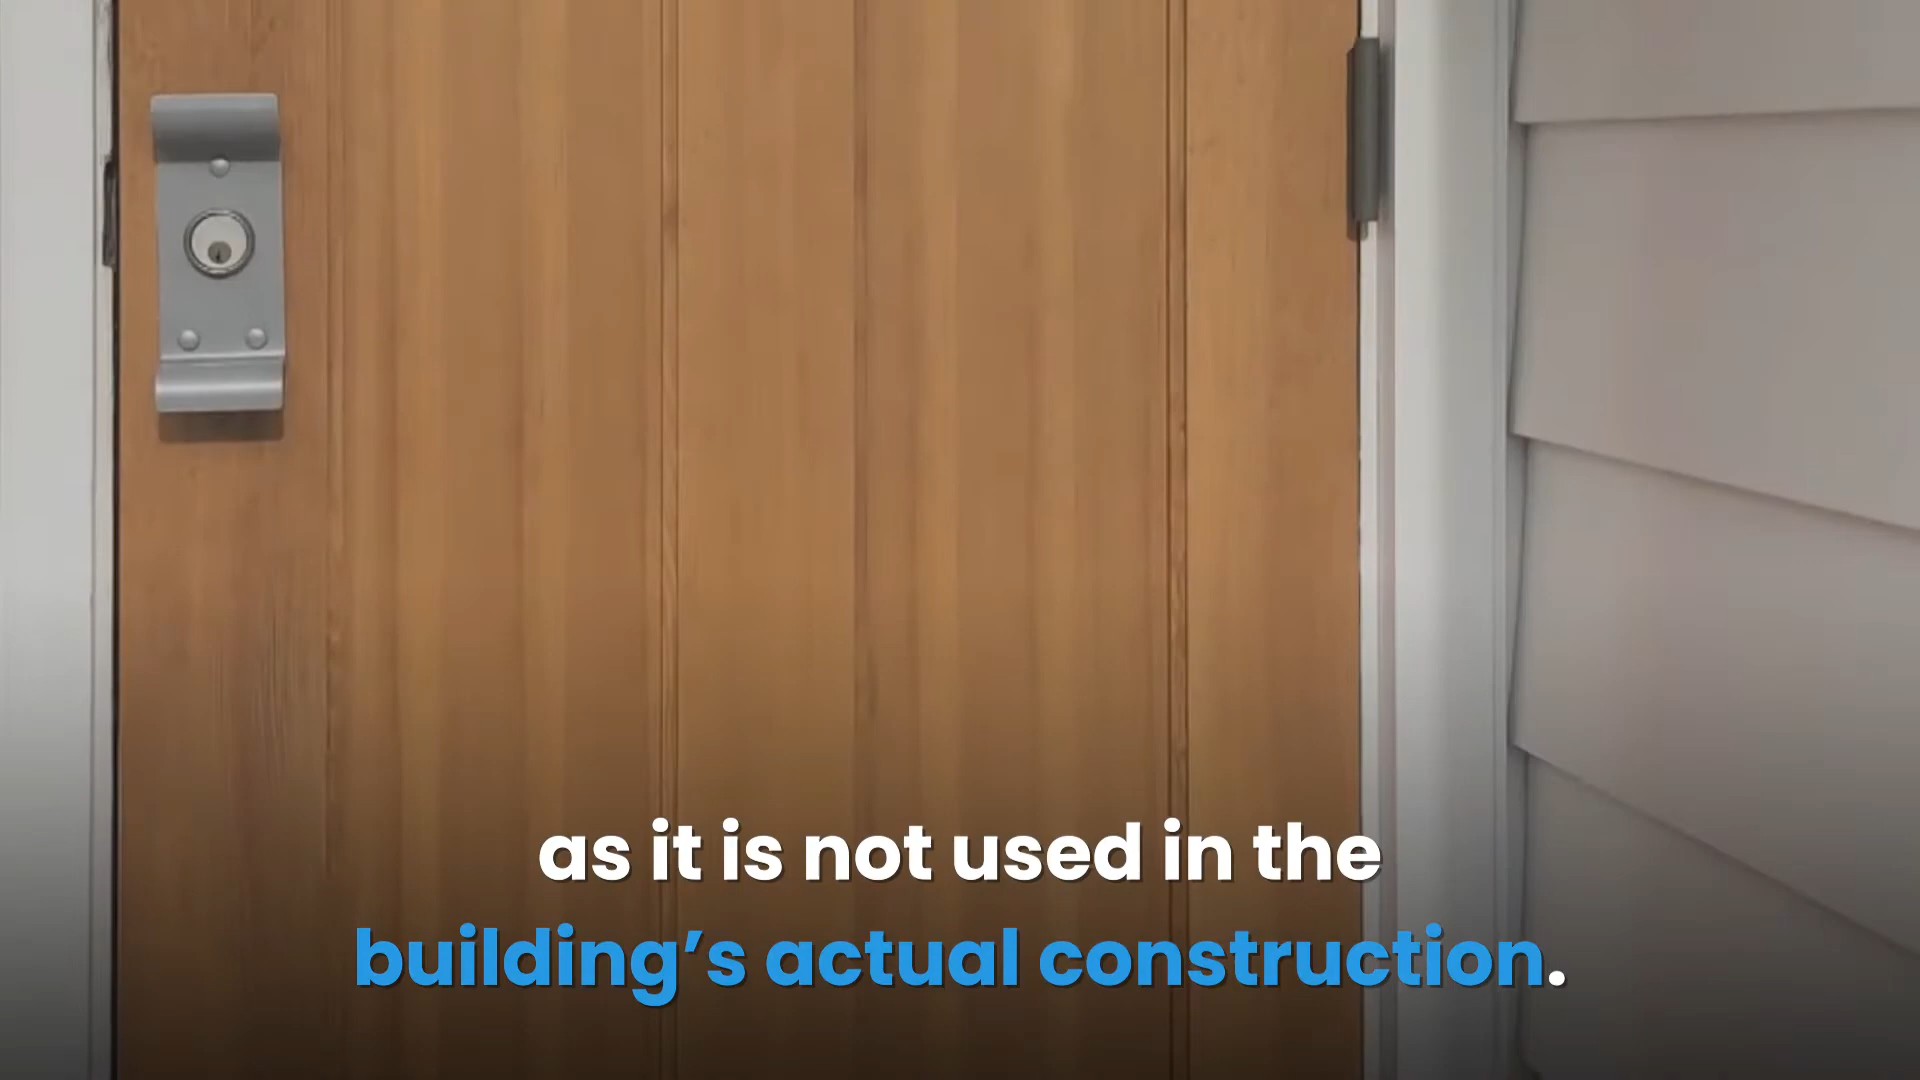 as it is not used in the
building’s actual construction.